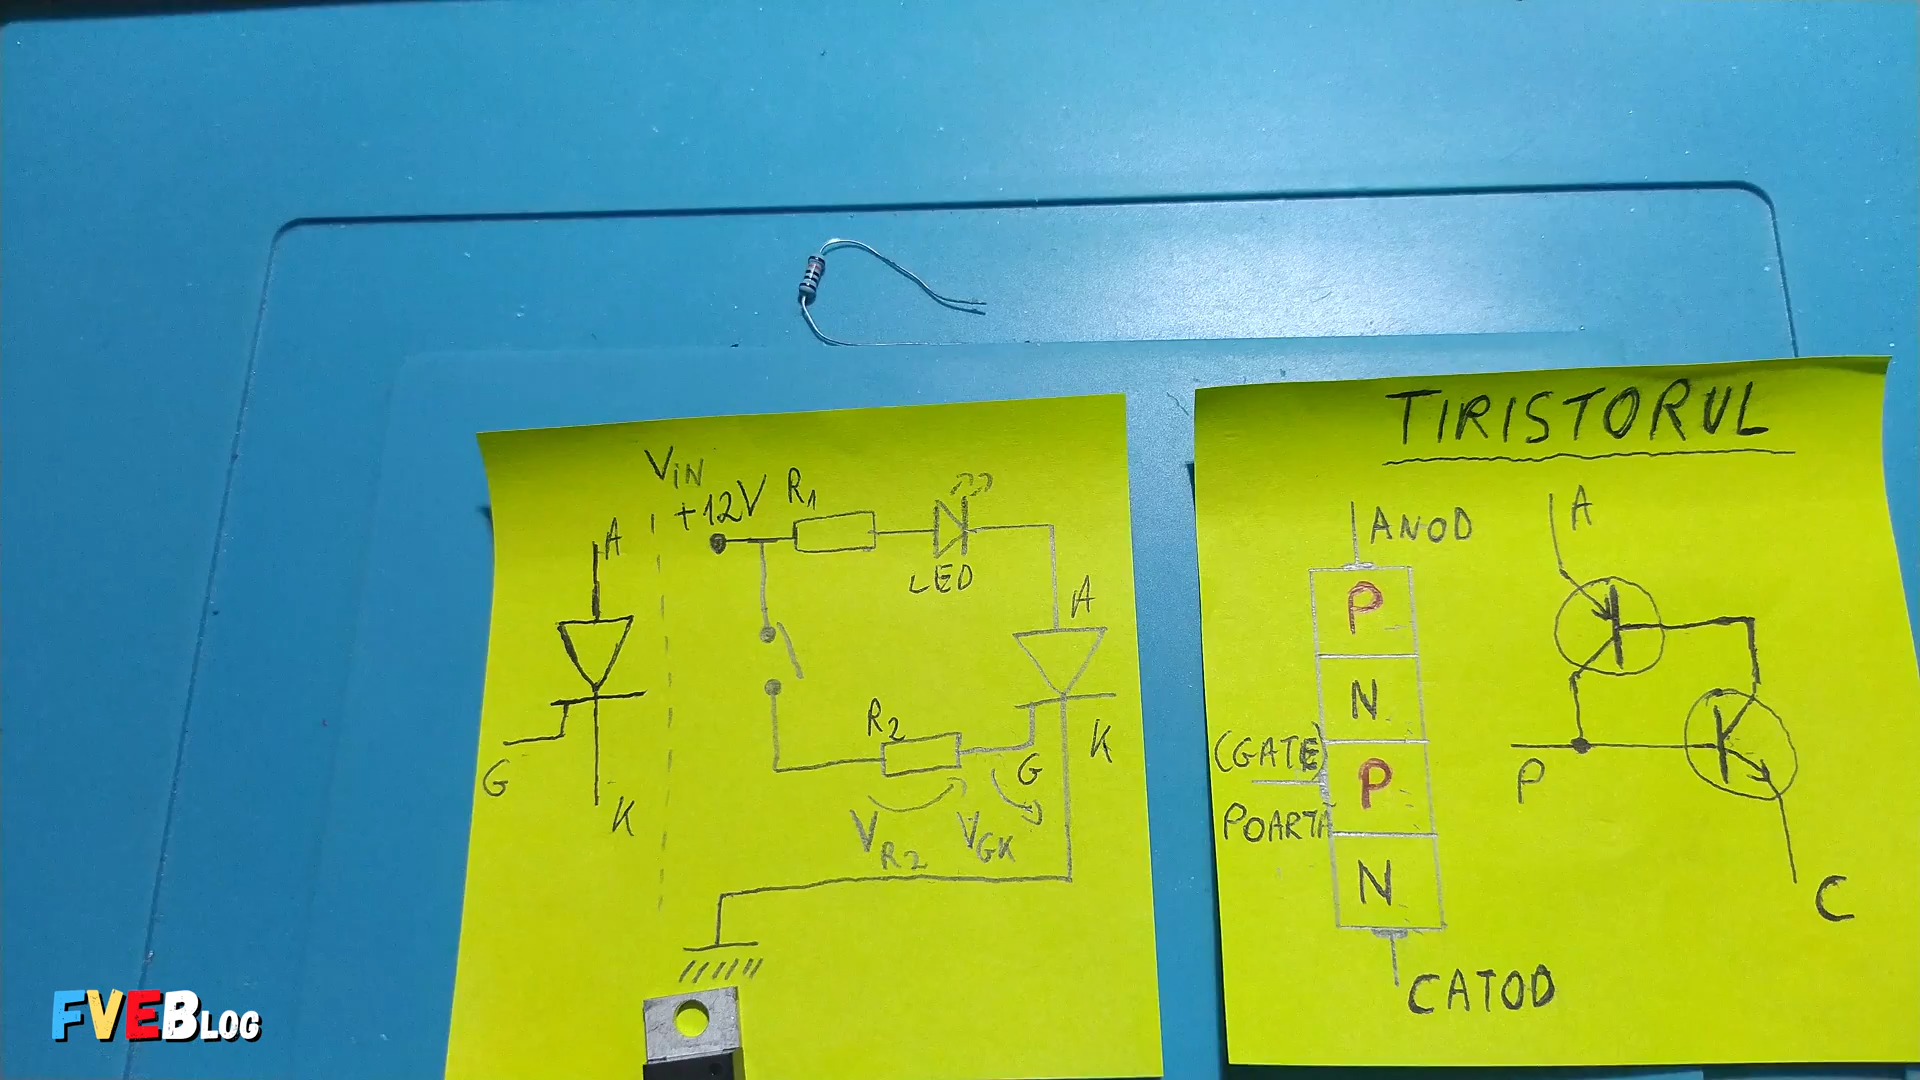 VIN
+12V
R1
LED
A
G
K
A
K
G
R2
VR2
VGK
TIRISTORUL
ANOD
P
N
P
N
(GATE)
POARTA
CATOD
A
P
C
FVEBLOG